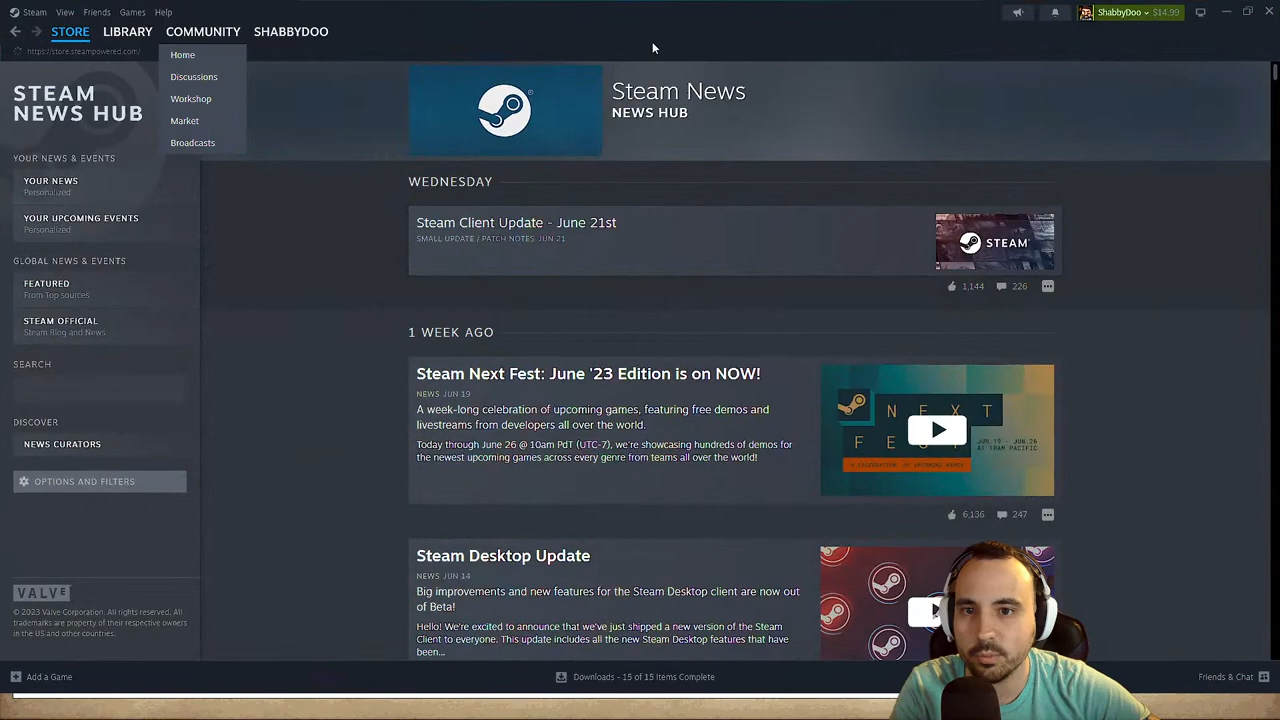 Steam View Friends Games Help
ShabbyDoo $14.99
STORE LIBRARY COMMUNITY SHABBYDOO
https://store.steampowered.com/
Home
Discussions
Workshop
Market
Broadcasts
STEAM
NEWS HUB
YOUR NEWS & EVENTS
YOUR NEWS
Personalized
YOUR UPCOMING EVENTS
Personalized
GLOBAL NEWS & EVENTS
FEATURED
From Top sources
STEAM OFFICIAL
Steam Blog and News
SEARCH
DISCOVER
NEWS CURATORS
OPTIONS AND FILTERS
VALVE
© 2023 Valve Corporation. All rights reserved. All
trademarks are property of their respective owners
in the US and other countries.
Steam News
NEWS HUB
WEDNESDAY
Steam Client Update - June 21st
SMALL UPDATE / PATCH NOTES JUN 21
STEAM
1,144 226
1 WEEK AGO
Steam Next Fest: June '23 Edition is on NOW!
NEWS JUN 19
A week-long celebration of upcoming games, featuring free demos and
livestreams from developers all over the world.
Today through June 26 @ 10am PdT (UTC-7), we're showcasing hundreds of demos for
the newest upcoming games across every genre from teams all over the world!
NEXT
FEST
JUN.19 - JUN.26
AT 10AM PACIFIC
A CELEBRATION OF UPCOMING GAMES
6,136 247
Steam Desktop Update
NEWS JUN 14
Big improvements and new features for the Steam Desktop client are now out
of Beta!
Hello! We're excited to announce that we've just shipped a new version of the Steam
Client to everyone. This update includes all the new Steam Desktop features that have
been...
Add a Game
Downloads - 15 of 15 Items Complete
Friends & Chat